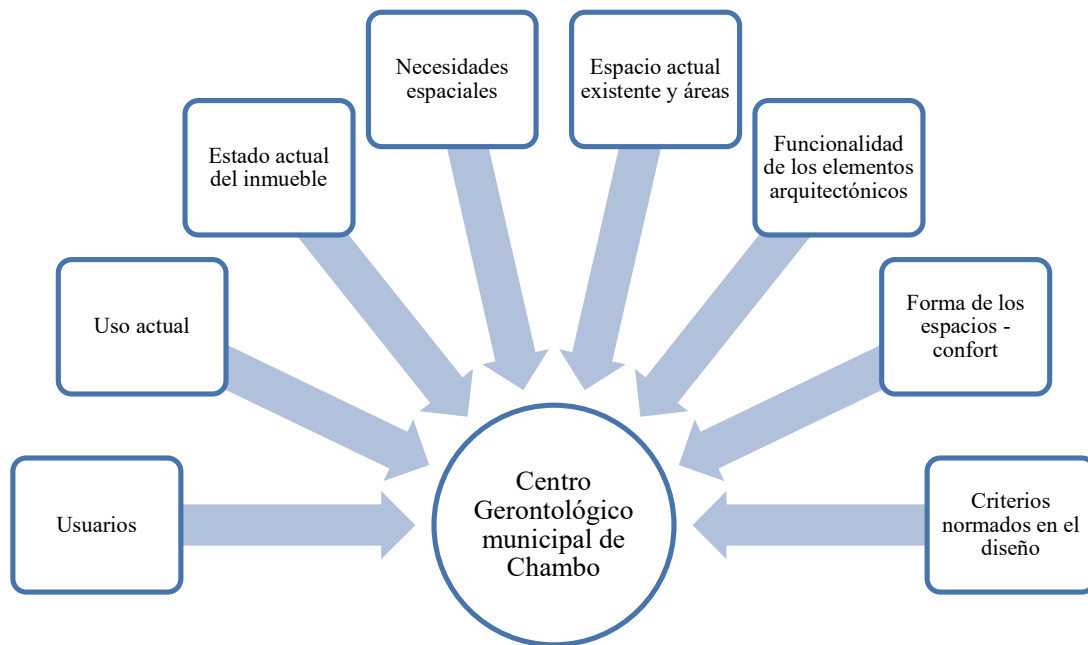 Necesidades
espaciales
Espacio actual
existente y áreas
Estado actual
del inmueble
Funcionalidad
de los elementos
arquitectónicos
Uso actual
Forma de los
espacios -
confort
Usuarios
Centro
Gerontológico
municipal de
Chambo
Criterios
normados en el
diseño